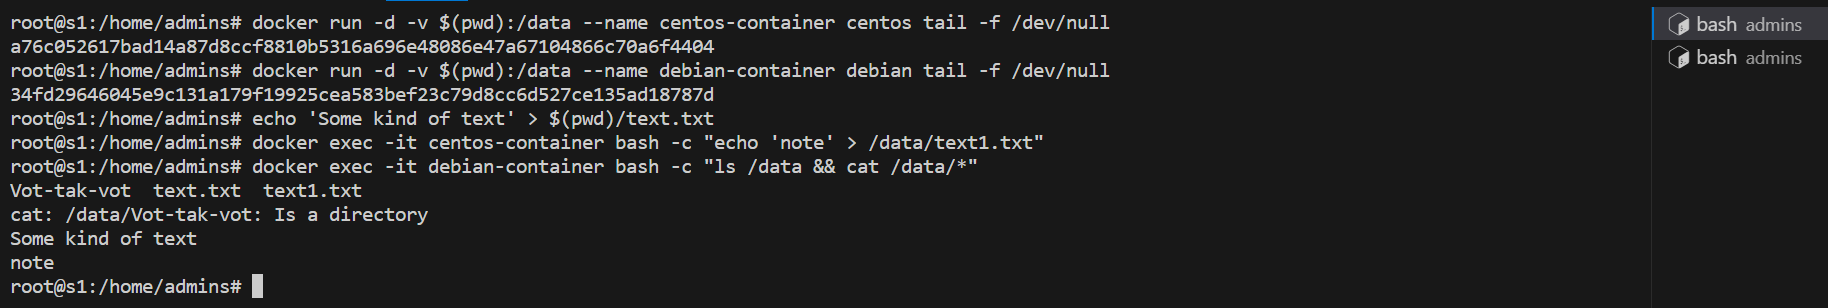 root@s1:/home/admins# docker run -d -v $(pwd):/data --name centos-container centos tail -f /dev/null
a76c052617bad14a87d8ccf8810b5316a696e48086e47a67104866c70a6f4404
root@s1:/home/admins# docker run -d -v $(pwd):/data --name debian-container debian tail -f /dev/null
34fd29646045e9c131a179f19925cea583bef23c79d8cc6d527ce135ad18787d
root@s1:/home/admins# echo 'Some kind of text' > $(pwd)/text.txt
root@s1:/home/admins# docker exec -it centos-container bash -c "echo 'note' > /data/text1.txt"
root@s1:/home/admins# docker exec -it debian-container bash -c "ls /data && cat /data/*"
Vot-tak-vot  text.txt  text1.txt
cat: /data/Vot-tak-vot: Is a directory
Some kind of text
note
root@s1:/home/admins#
bash admins
bash admins